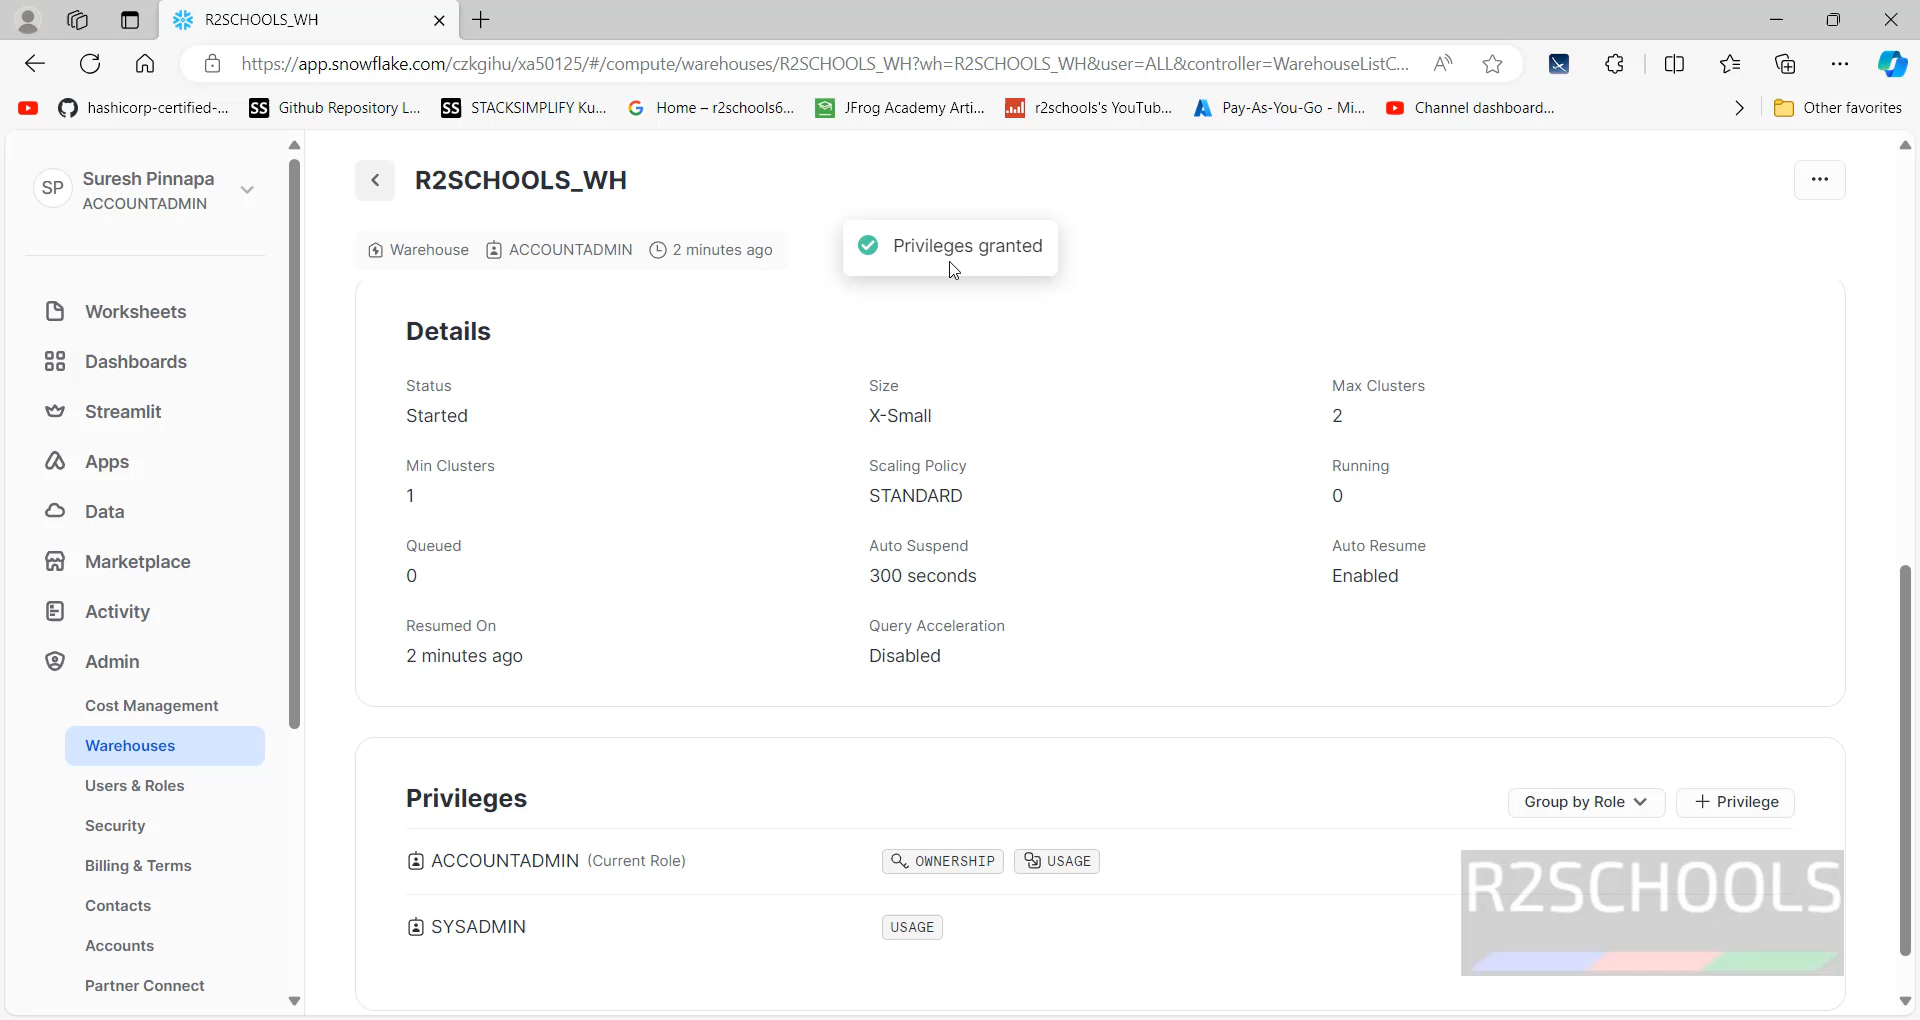 R2SCHOOLS_WH
https://app.snowflake.com/czkgihu/xa50125/#/compute/warehouses/R2SCHOOLS_WH?wh=R2SCHOOLS_WH&user=ALL&controller=WarehouseListC...
hashicorp-certified-...
SS Github Repository L...
SS STACKSIMPLIFY Ku...
Home – r2schools6...
JFrog Academy Arti...
r2schools's YouTub...
Pay-As-You-Go - Mi...
Channel dashboard...
Other favorites
SP
Suresh Pinnapa
ACCOUNTADMIN
Worksheets
Dashboards
Streamlit
Apps
Data
Marketplace
Activity
Admin
Cost Management
Warehouses
Users & Roles
Security
Billing & Terms
Contacts
Accounts
Partner Connect
R2SCHOOLS_WH
Warehouse ACCOUNTADMIN 2 minutes ago
Privileges granted
Details
Status Size Max Clusters
Started X-Small 2
Min Clusters Scaling Policy Running
1 STANDARD 0
Queued Auto Suspend Auto Resume
0 300 seconds Enabled
Resumed On Query Acceleration
2 minutes ago Disabled
Privileges
Group by Role + Privilege
ACCOUNTADMIN (Current Role) OWNERSHIP USAGE
SYSADMIN USAGE
R2SCHOOLS